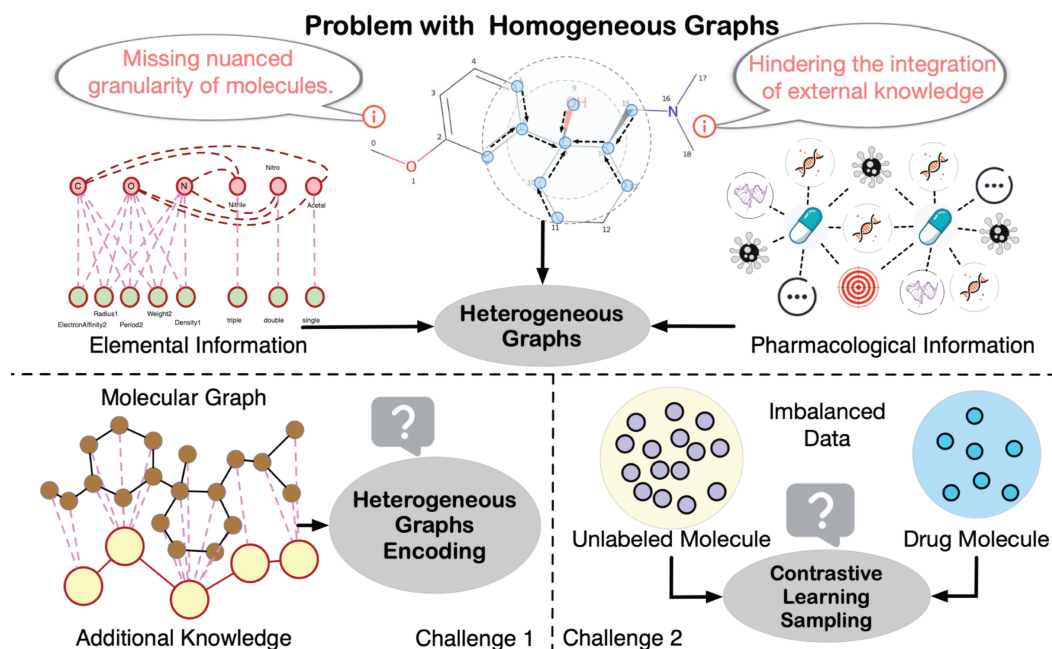 Problem with Homogeneous Graphs
Missing nuanced
granularity of molecules.
Hindering the integration
of external knowledge
i
i
4
3
2
0
O
1
9
OH
16
N
17
18
11
12
C
O
N
Nitrile
Nitro
Acetal
ElectronAffinity2
Radius1
Period2
Weight2
Density1
triple
double
single
Elemental Information
Heterogeneous
Graphs
Pharmacological Information
Molecular Graph
?
Heterogeneous
Graphs
Encoding
Additional Knowledge
Challenge 1
Imbalanced
Data
?
Unlabeled Molecule
Drug Molecule
Contrastive
Learning
Sampling
Challenge 2